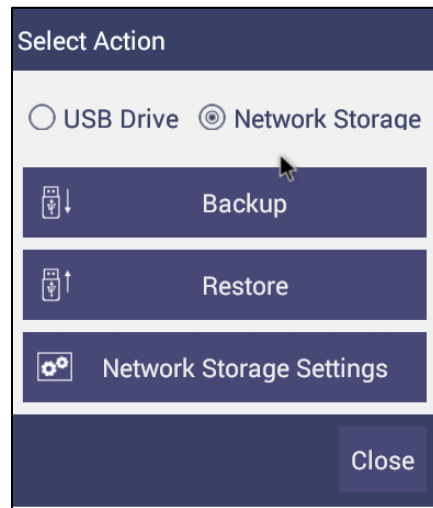 Select Action
USB Drive Network Storage
Backup
Restore
Network Storage Settings
Close